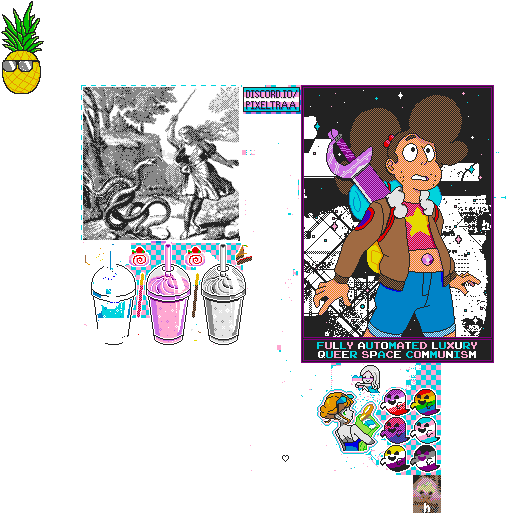 DISCORD.IO/
PIXELTRAA
FULLY AUTOMATED LUXURY
QUEER SPACE COMMUNISM